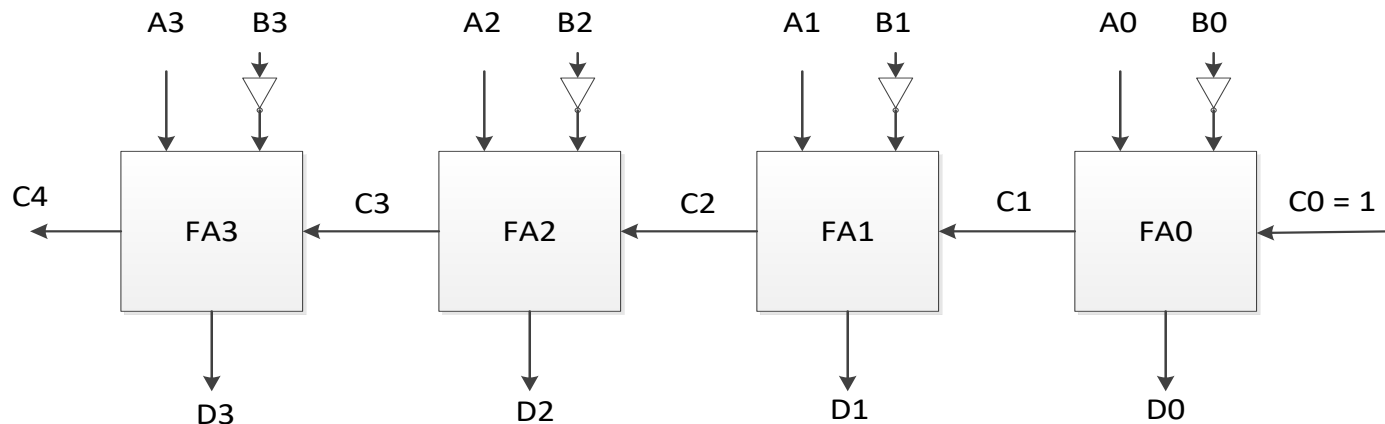 A3 B3 A2 B2 A1 B1 A0 B0
C4 FA3 C3 FA2 C2 FA1 C1 FA0 C0 = 1
D3 D2 D1 D0